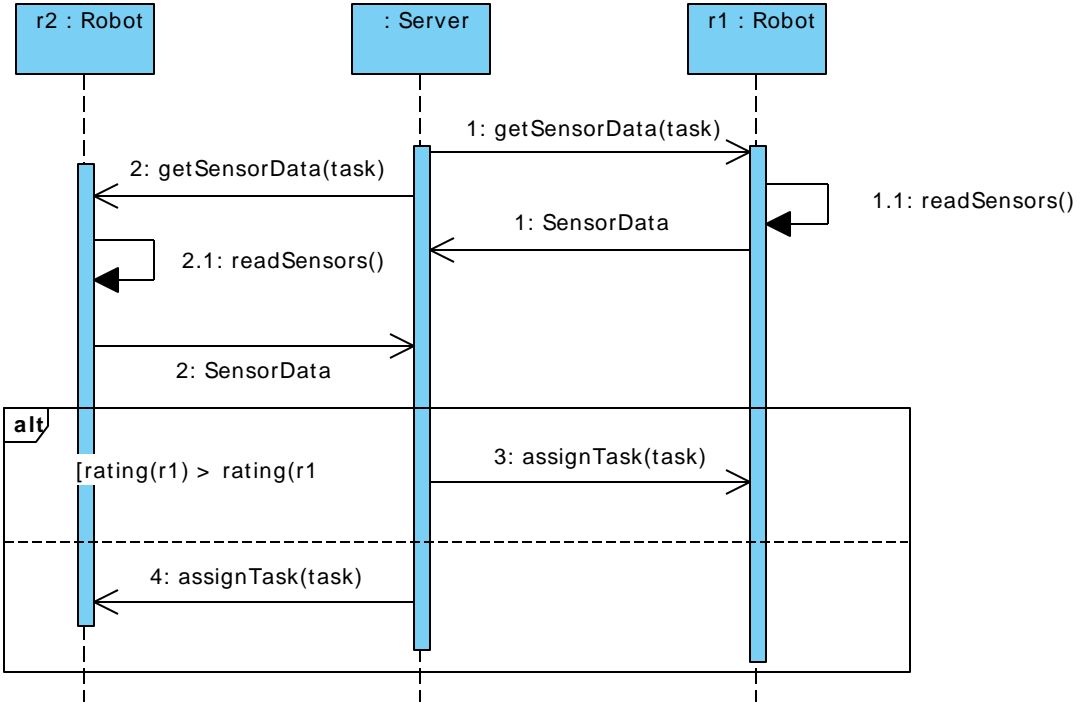 r2 : Robot
: Server
r1 : Robot
1: getSensorData(task)
2: getSensorData(task)
1.1: readSensors()
1: SensorData
2.1: readSensors()
2: SensorData
alt
3: assignTask(task)
[rating(r1) > rating(r1
4: assignTask(task)